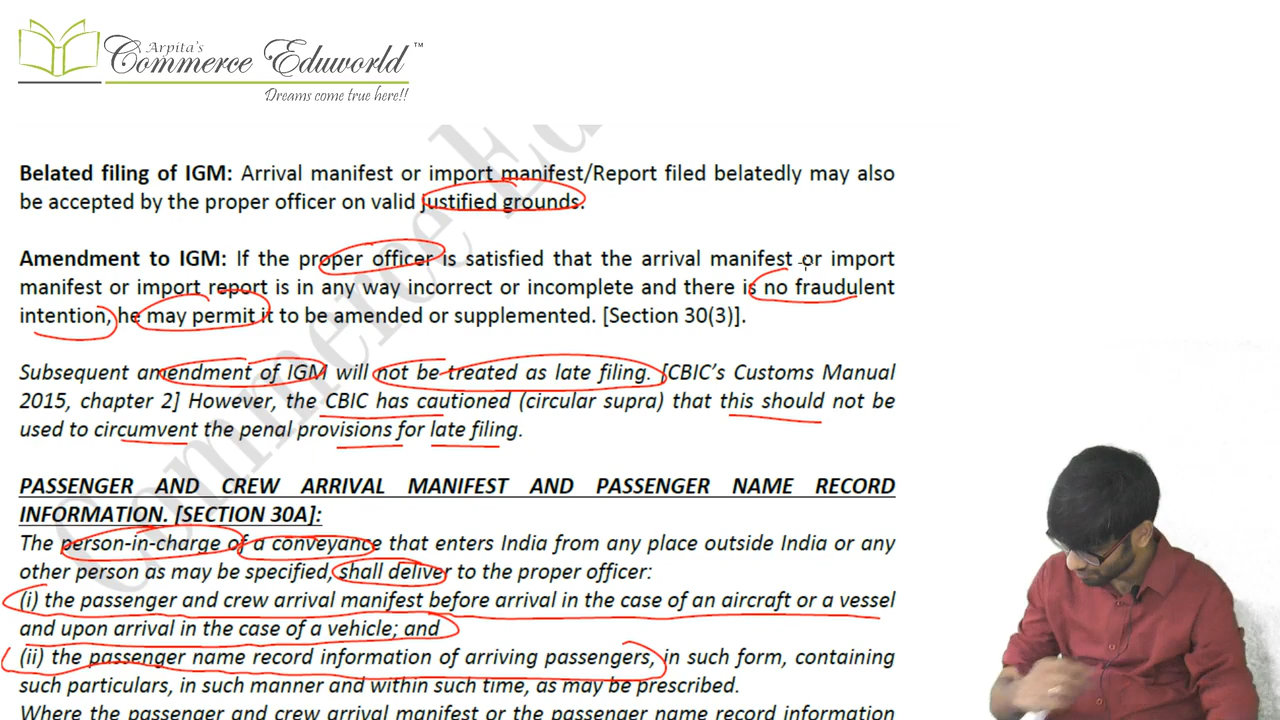 Arpita's
Commerce Eduworld ™
Dreams come true here!!
Commerce Edu
Belated filing of IGM: Arrival manifest or import manifest/Report filed belatedly may also
be accepted by the proper officer on valid justified grounds.
Amendment to IGM: If the proper officer is satisfied that the arrival manifest or import
manifest or import report is in any way incorrect or incomplete and there is no fraudulent
intention, he may permit it to be amended or supplemented. [Section 30(3)].
Subsequent amendment of IGM will not be treated as late filing. [CBIC's Customs Manual
2015, chapter 2] However, the CBIC has cautioned (circular supra) that this should not be
used to circumvent the penal provisions for late filing.
PASSENGER AND CREW ARRIVAL MANIFEST AND PASSENGER NAME RECORD
INFORMATION. [SECTION 30A]:
The person-in-charge of a conveyance that enters India from any place outside India or any
other person as may be specified, shall deliver to the proper officer:
(i) the passenger and crew arrival manifest before arrival in the case of an aircraft or a vessel
and upon arrival in the case of a vehicle; and
(ii) the passenger name record information of arriving passengers, in such form, containing
such particulars, in such manner and within such time, as may be prescribed.
Where the passenger and crew arrival manifest or the passenger name record information